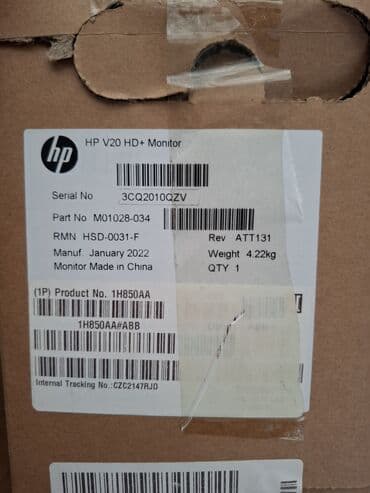 hp HP V20 HD+ Monitor
Serial No 3CQ2010QZV
Part No M01028-034
RMN HSD-0031-F Rev ATT131
Manuf. January 2022 Weight 4.22kg
Monitor Made in China QTY 1
(1P) Product No. 1H850AA
1H850AA#ABB
Internal Tracking No.:CZC2147RJD